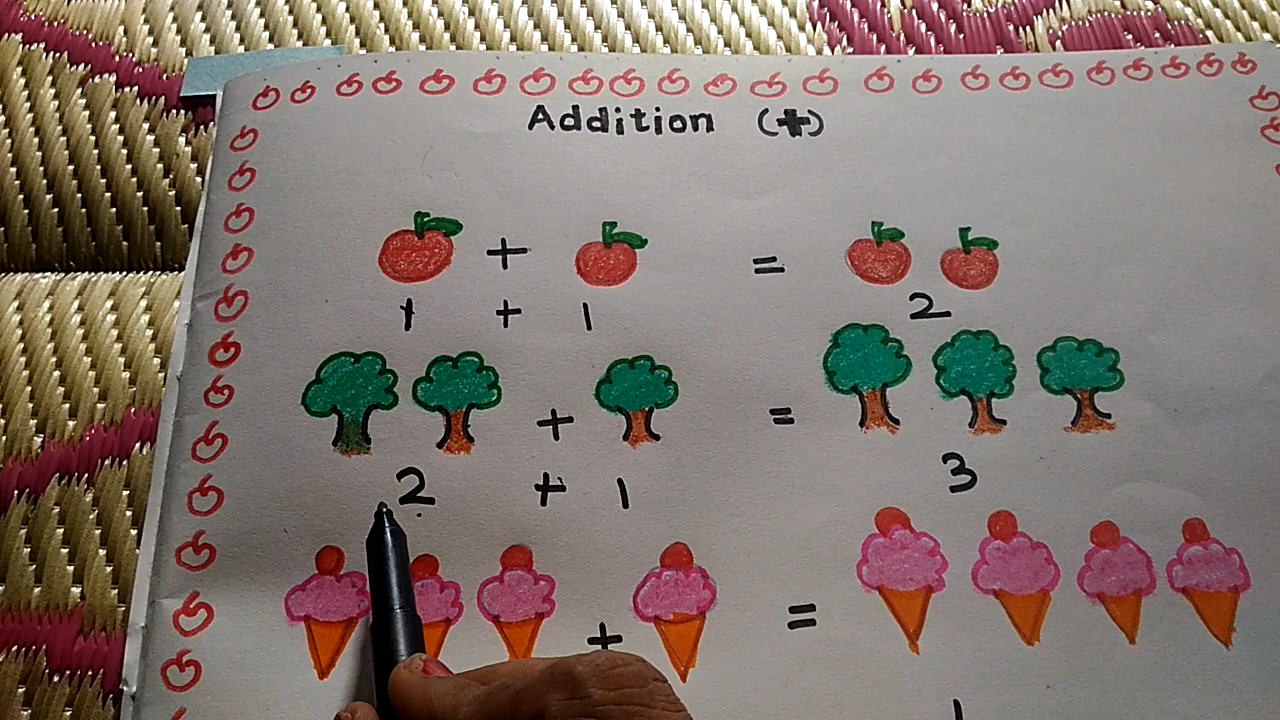 Addition (+)
+ =
1 + 1 2
+ =
2 + 1 3
+ =